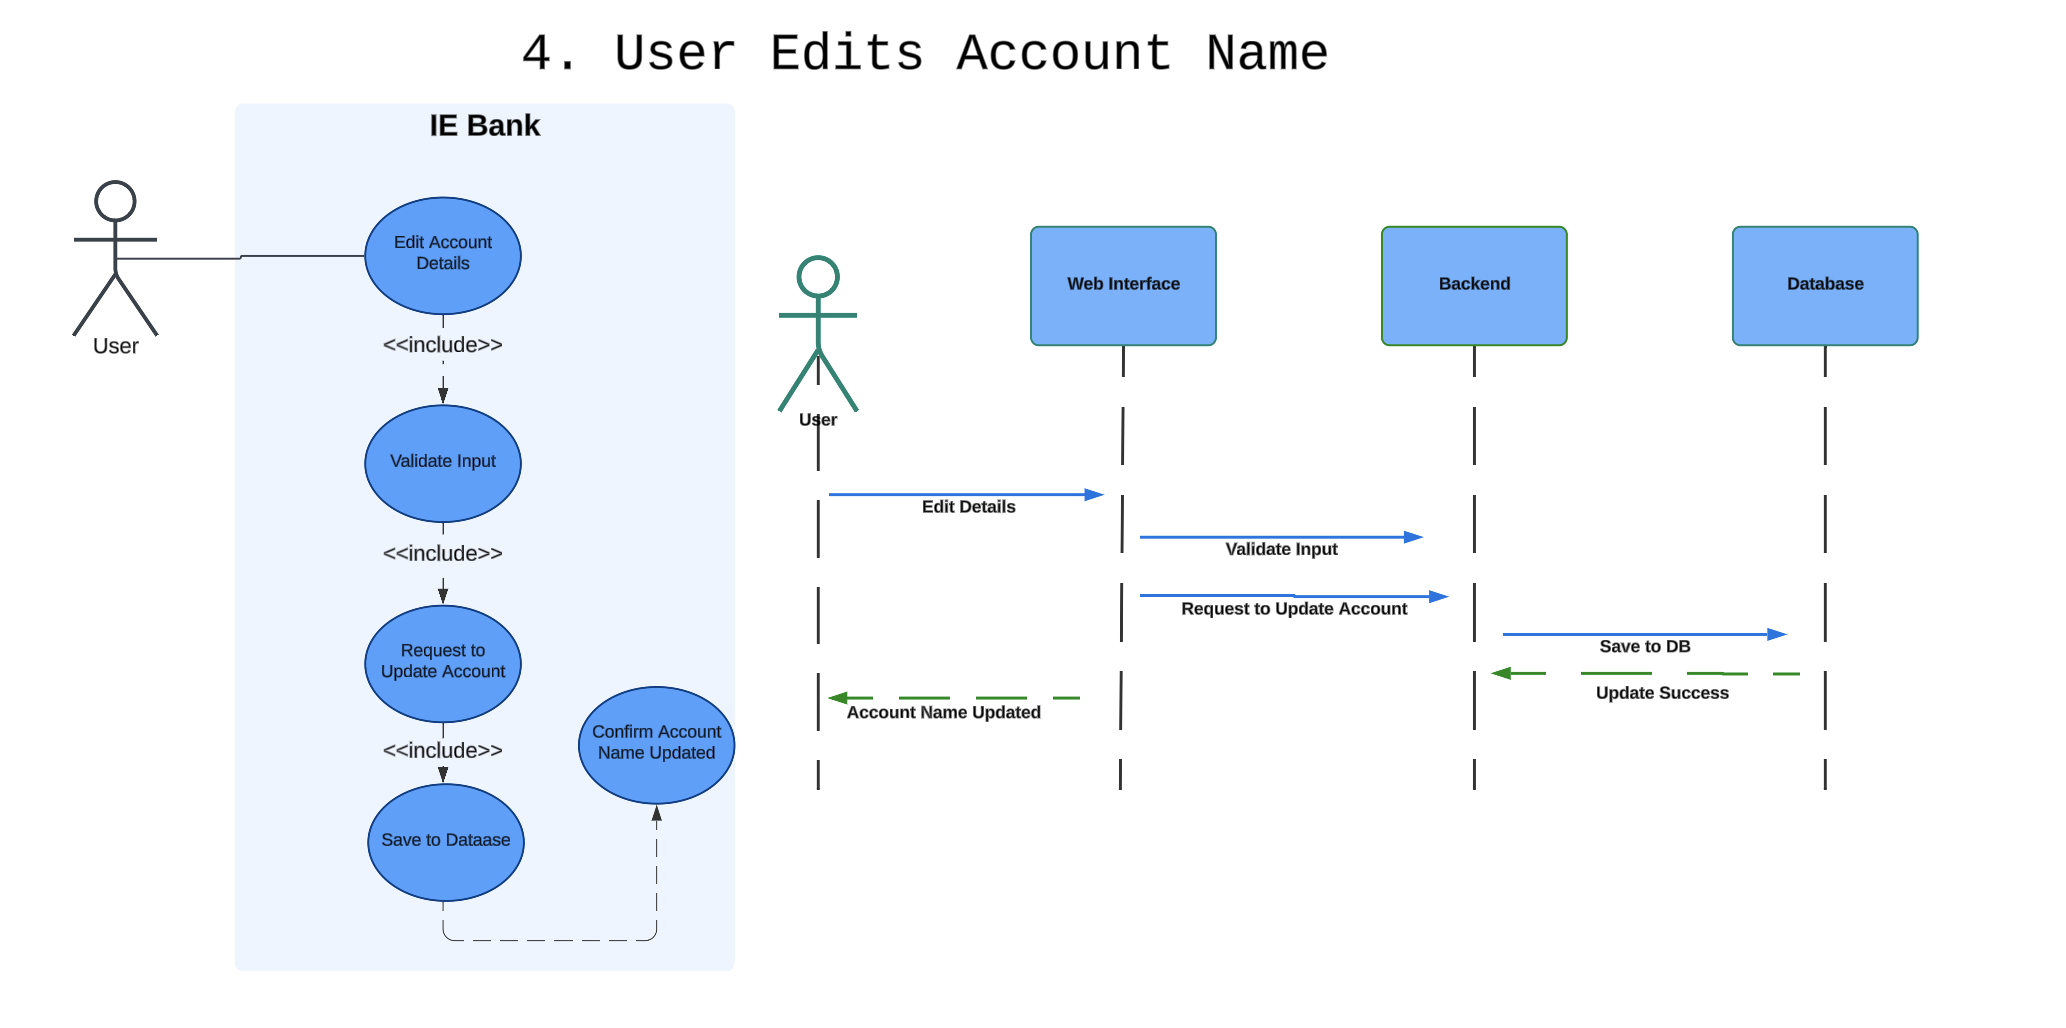 4. User Edits Account Name
IE Bank
User
Edit Account
Details
<<include>>
Validate Input
<<include>>
Request to
Update Account
<<include>>
Save to Dataase
Confirm Account
Name Updated
User
Web Interface
Backend
Database
Edit Details
Validate Input
Request to Update Account
Save to DB
Update Success
Account Name Updated